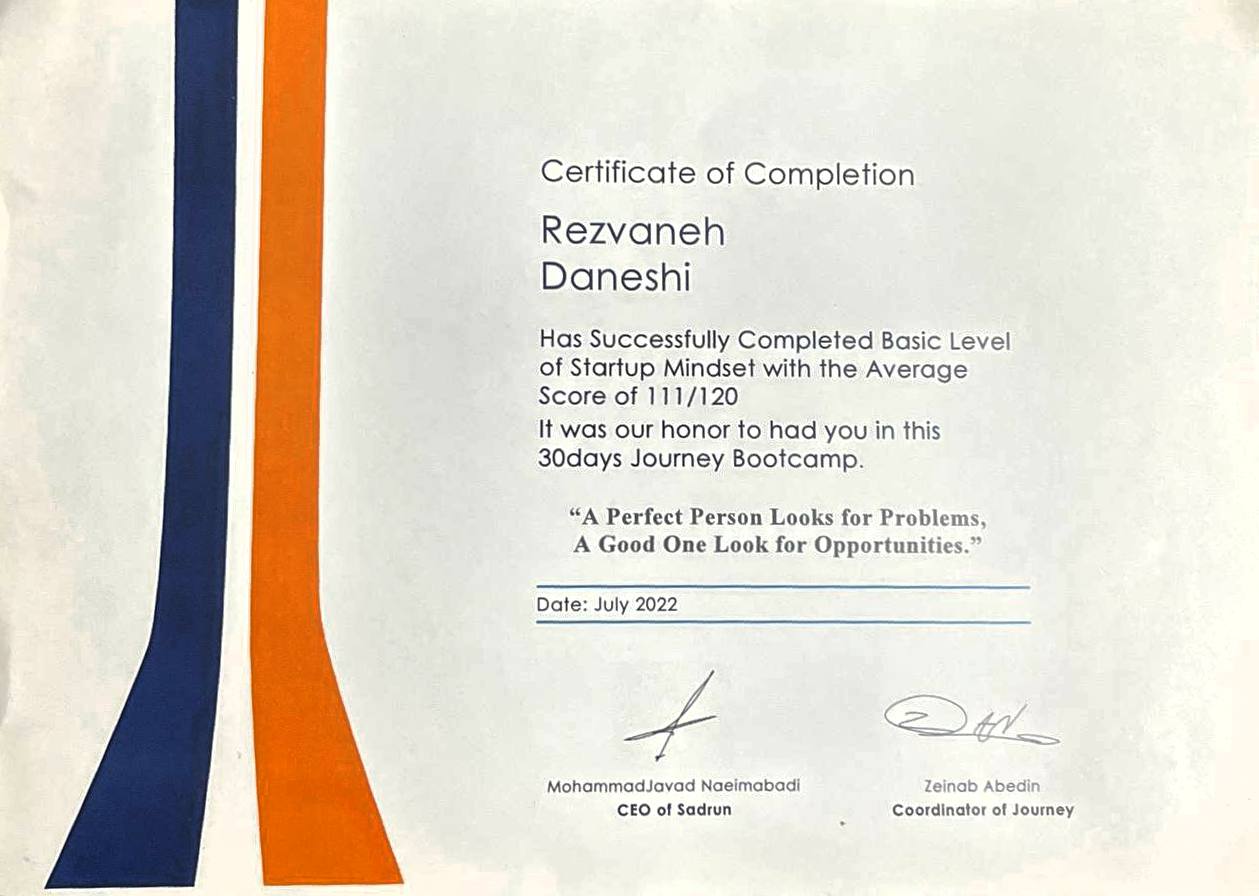 Certificate of Completion
Rezvaneh
Daneshi
Has Successfully Completed Basic Level
of Startup Mindset with the Average
Score of 111/120
It was our honor to had you in this
30days Journey Bootcamp.
“A Perfect Person Looks for Problems,
A Good One Look for Opportunities.”
Date: July 2022
MohammadJavad Naeimabadi
CEO of Sadrun
Zeinab Abedin
Coordinator of Journey